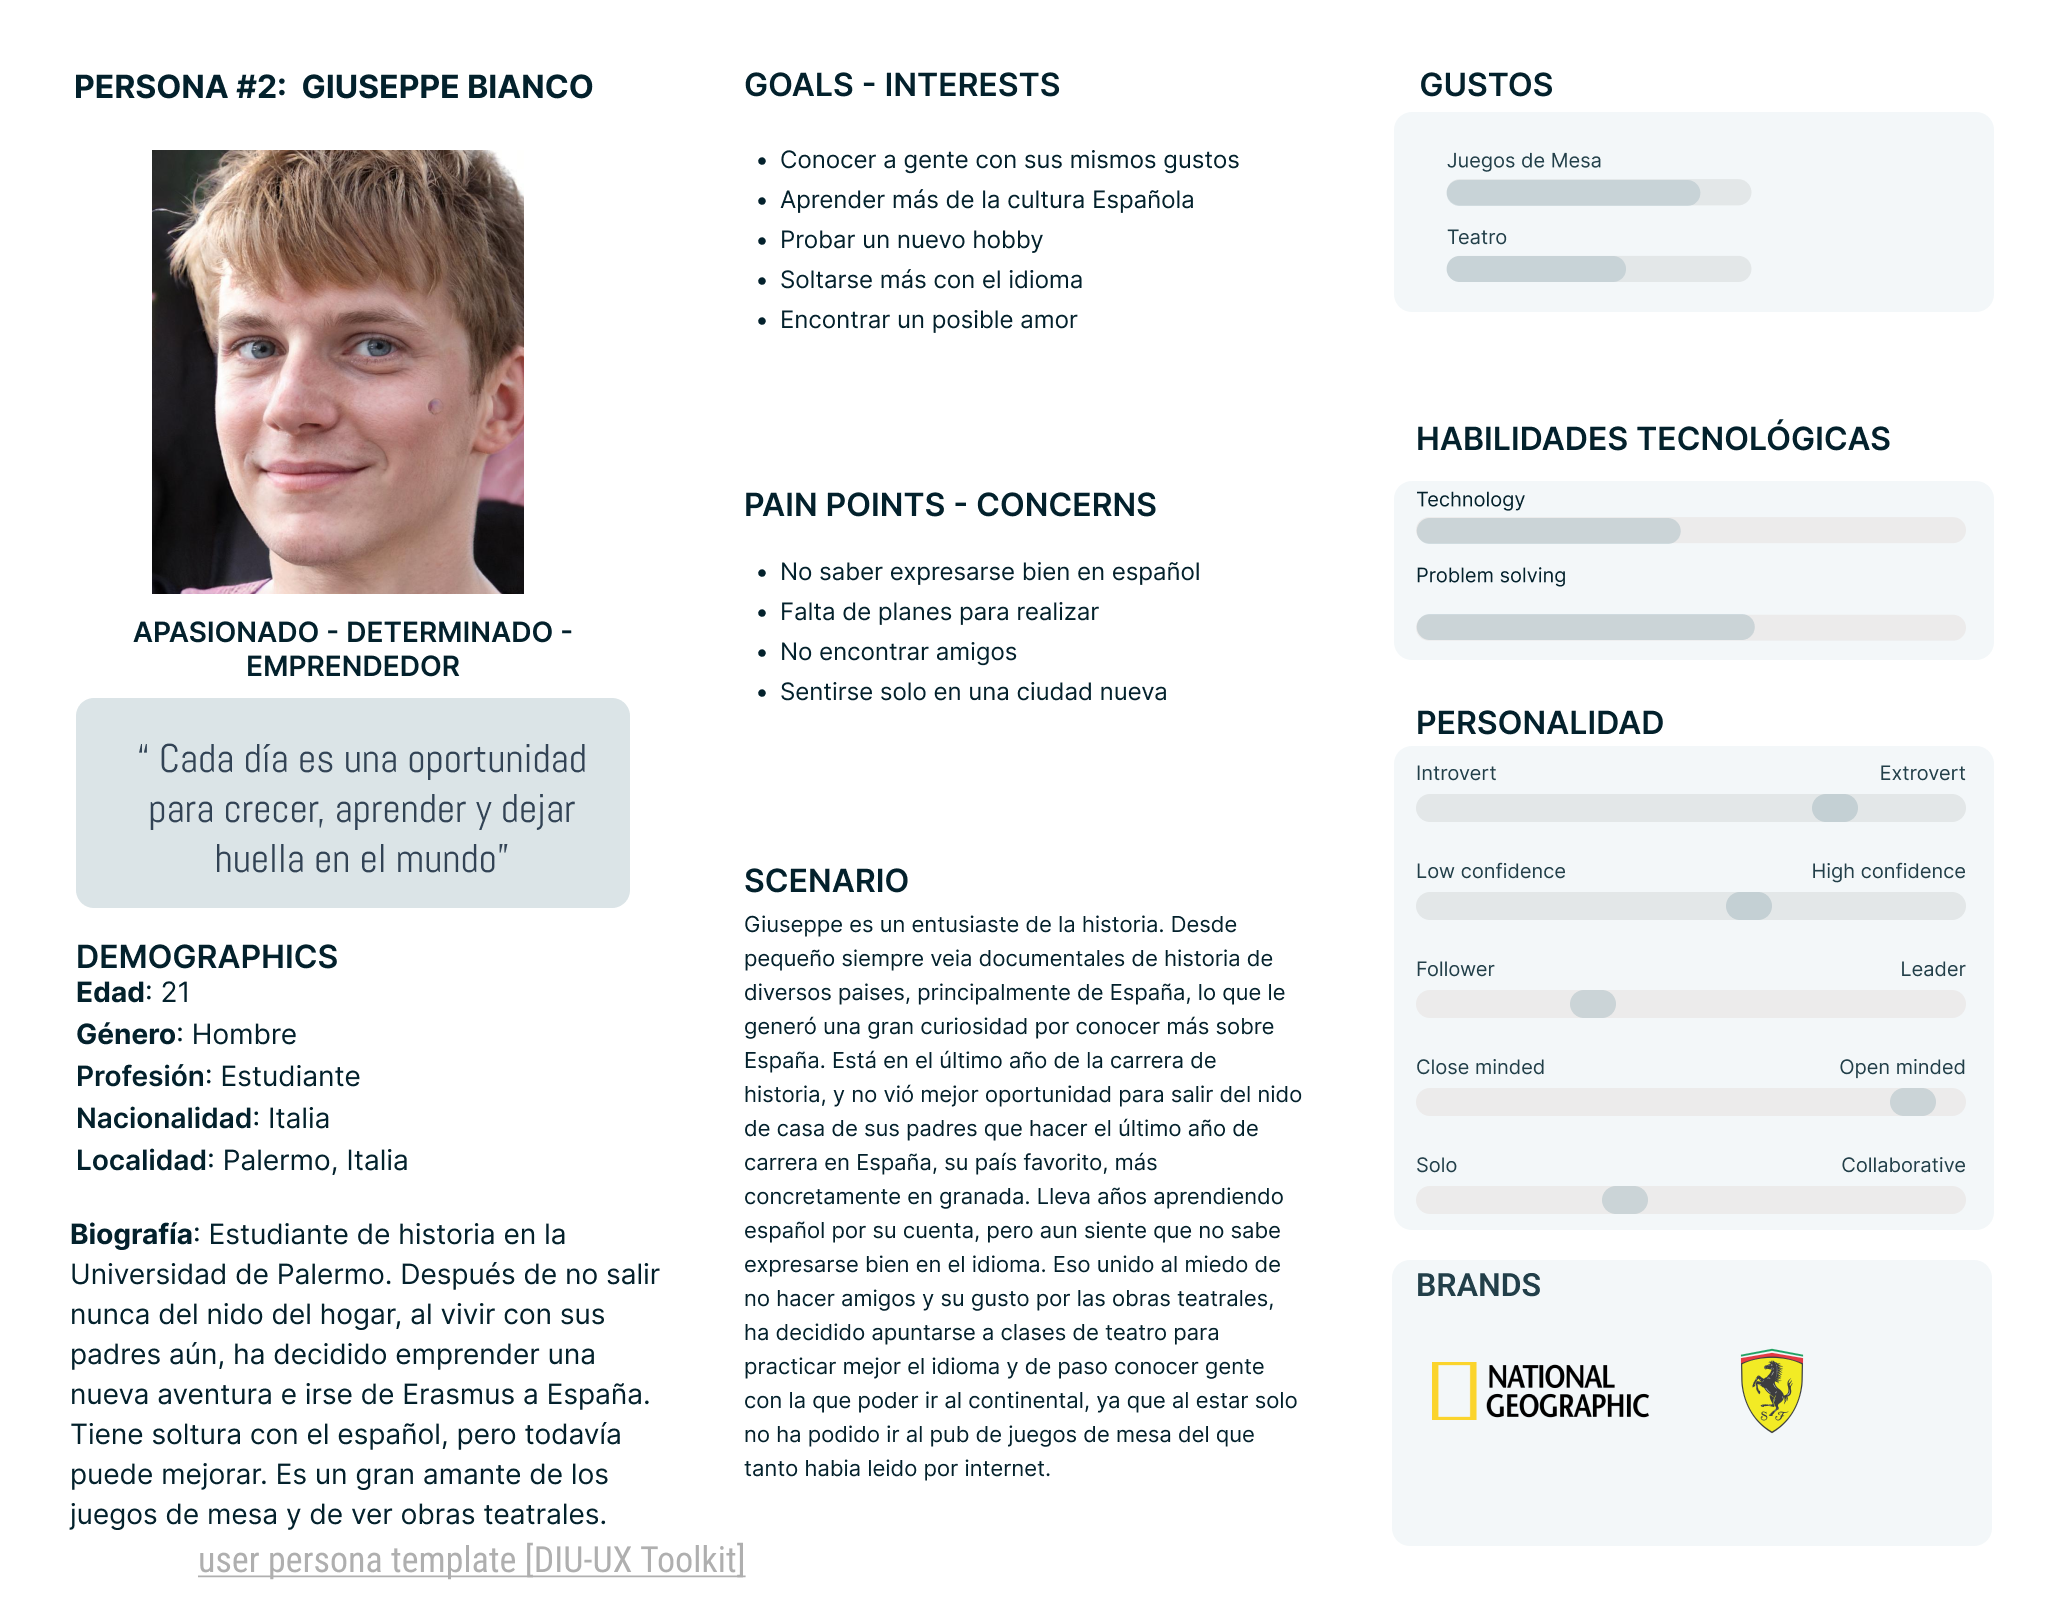 PERSONA #2: GIUSEPPE BIANCO
APASIONADO - DETERMINADO -
EMPRENDEDOR
“ Cada día es una oportunidad
para crecer, aprender y dejar
huella en el mundo”
DEMOGRAPHICS
Edad: 21
Género: Hombre
Profesión: Estudiante
Nacionalidad: Italia
Localidad: Palermo, Italia
Biografía: Estudiante de historia en la
Universidad de Palermo. Después de no salir
nunca del nido del hogar, al vivir con sus
padres aún, ha decidido emprender una
nueva aventura e irse de Erasmus a España.
Tiene soltura con el español, pero todavía
puede mejorar. Es un gran amante de los
juegos de mesa y de ver obras teatrales.
user persona template [DIU-UX Toolkit]
GOALS - INTERESTS
• Conocer a gente con sus mismos gustos
• Aprender más de la cultura Española
• Probar un nuevo hobby
• Soltarse más con el idioma
• Encontrar un posible amor
PAIN POINTS - CONCERNS
• No saber expresarse bien en español
• Falta de planes para realizar
• No encontrar amigos
• Sentirse solo en una ciudad nueva
SCENARIO
Giuseppe es un entusiaste de la historia. Desde
pequeño siempre veia documentales de historia de
diversos paises, principalmente de España, lo que le
generó una gran curiosidad por conocer más sobre
España. Está en el último año de la carrera de
historia, y no vió mejor oportunidad para salir del nido
de casa de sus padres que hacer el último año de
carrera en España, su país favorito, más
concretamente en granada. Lleva años aprendiendo
español por su cuenta, pero aun siente que no sabe
expresarse bien en el idioma. Eso unido al miedo de
no hacer amigos y su gusto por las obras teatrales,
ha decidido apuntarse a clases de teatro para
practicar mejor el idioma y de paso conocer gente
con la que poder ir al continental, ya que al estar solo
no ha podido ir al pub de juegos de mesa del que
tanto habia leido por internet.
GUSTOS
Juegos de Mesa
Teatro
HABILIDADES TECNOLÓGICAS
Technology
Problem solving
PERSONALIDAD
Introvert Extrovert
Low confidence High confidence
Follower Leader
Close minded Open minded
Solo Collaborative
BRANDS
NATIONAL
GEOGRAPHIC
S F